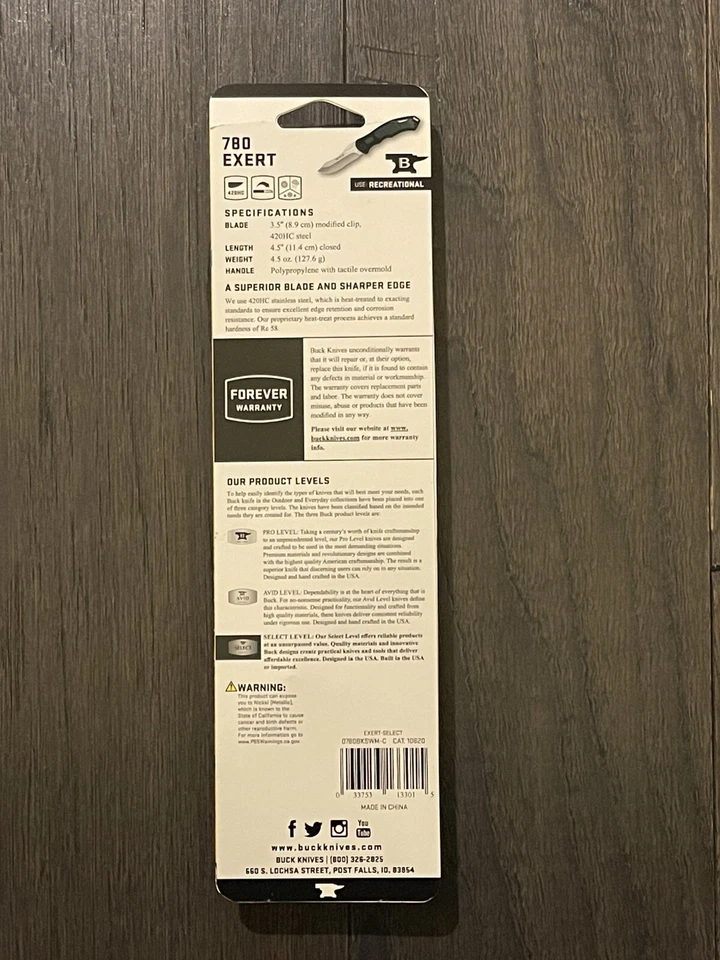 780
EXERT
B
USE: RECREATIONAL
420HC
SPECIFICATIONS
BLADE 3.5" (8.9 cm) modified clip,
420HC steel
LENGTH 4.5" (11.4 cm) closed
WEIGHT 4.5 oz. (127.6 g)
HANDLE Polypropylene with tactile overmold
A SUPERIOR BLADE AND SHARPER EDGE
We use 420HC stainless steel, which is heat-treated to exacting
standards to ensure excellent edge retention and corrosion
resistance. Our proprietary heat-treat process achieves a standard
hardness of Rc 58.
FOREVER
WARRANTY
Buck Knives unconditionally warrants
that it will repair or, at their option,
replace this knife, if it is found to contain
any defects in material or workmanship.
The warranty covers replacement parts
and labor. The warranty does not cover
misuse, abuse or products that have been
modified in any way.
Please visit our website at www.
buckknives.com for more warranty
info.
OUR PRODUCT LEVELS
To help easily identify the types of knives that will best meet your needs, each
Buck knife in the Outdoor and Everyday collections have been placed into one
of three category levels. The knives have been classified based on the intended
needs they are created for. The three Buck product levels are:
PRO LEVEL: Taking a century's worth of knife craftsmanship
to an unprecedented level, our Pro Level knives are designed
and crafted to be used in the most demanding situations.
Premium materials and revolutionary designs are combined
with the highest quality American craftsmanship. The result is a
superior knife that discerning users can rely on in any situation.
Designed and hand crafted in the USA.
AVID
AVID LEVEL: Dependability is at the heart of everything that is
Buck. For no-nonsense practicality, our Avid Level knives define
this characteristic. Designed for functionality and crafted from
high quality materials, these knives deliver consistent reliability
under rigorous use. Designed and hand crafted in the USA.
SELECT
SELECT LEVEL: Our Select Level offers reliable products
at an unsurpassed value. Quality materials and innovative
Buck designs create practical knives and tools that deliver
affordable excellence. Designed in the USA. Built in the USA
or imported.
WARNING:
This product can expose
you to Nickel [Metallic],
which is known to the
State of California to cause
cancer and birth defects or
other reproductive harm.
For more information go to
www.P65Warnings.ca.gov
EXERT-SELECT
0780BKSWM-C CAT. 10820
0 33753 13301 5
MADE IN CHINA
f
You
Tube
www.buckknives.com
BUCK KNIVES | (800) 326-2825
660 S. LOCHSA STREET, POST FALLS, ID, 83854